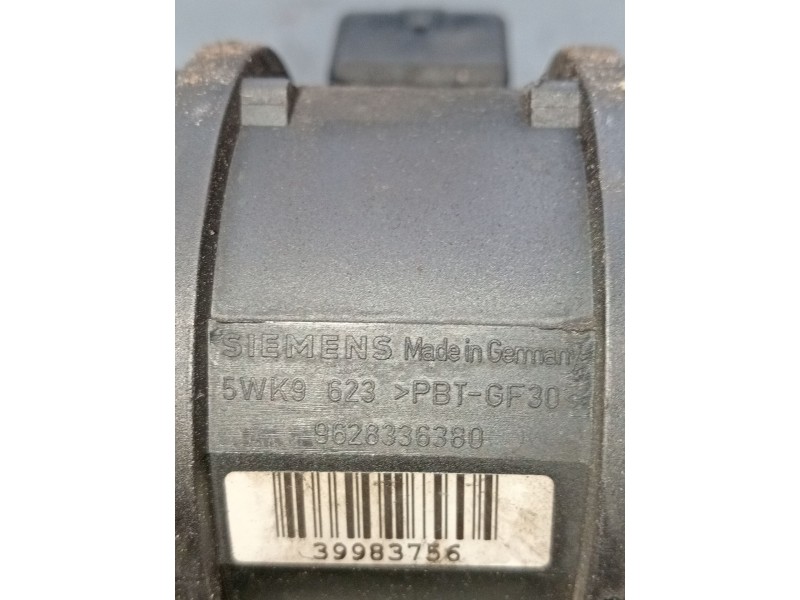 SIEMENS Made in Germany
5WK9 623 >PBT-GF30<
9628336380
39983756